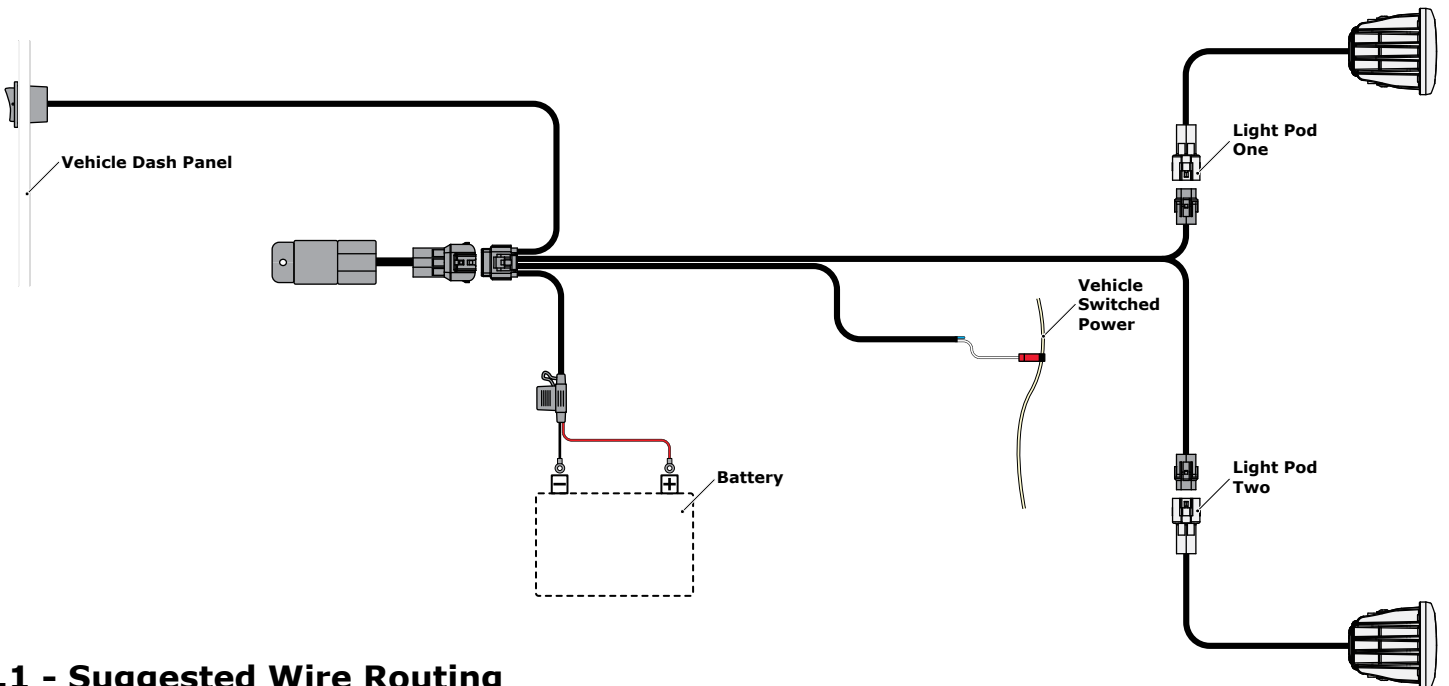 Light Pod
One
Vehicle Dash Panel
Vehicle
Switched
Power
Light Pod
Two
Battery
- +
.1 - Suggested Wire Routing